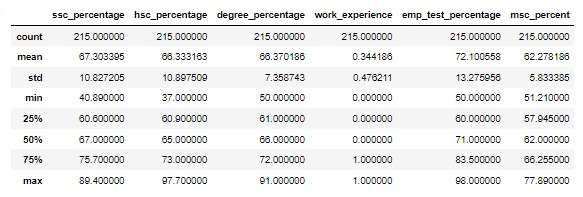 ssc_percentage hsc_percentage degree_percentage work_experience emp_test_percentage msc_percent
count 215.000000 215.000000 215.000000 215.000000 215.000000 215.000000
mean 67.303395 66.333163 66.370186 0.344186 72.100558 62.278186
std 10.827205 10.897509 7.358743 0.476211 13.275956 5.833385
min 40.890000 37.000000 50.000000 0.000000 50.000000 51.210000
25% 60.600000 60.900000 61.000000 0.000000 60.000000 57.945000
50% 67.000000 65.000000 66.000000 0.000000 71.000000 62.000000
75% 75.700000 73.000000 72.000000 1.000000 83.500000 66.255000
max 89.400000 97.700000 91.000000 1.000000 98.000000 77.890000